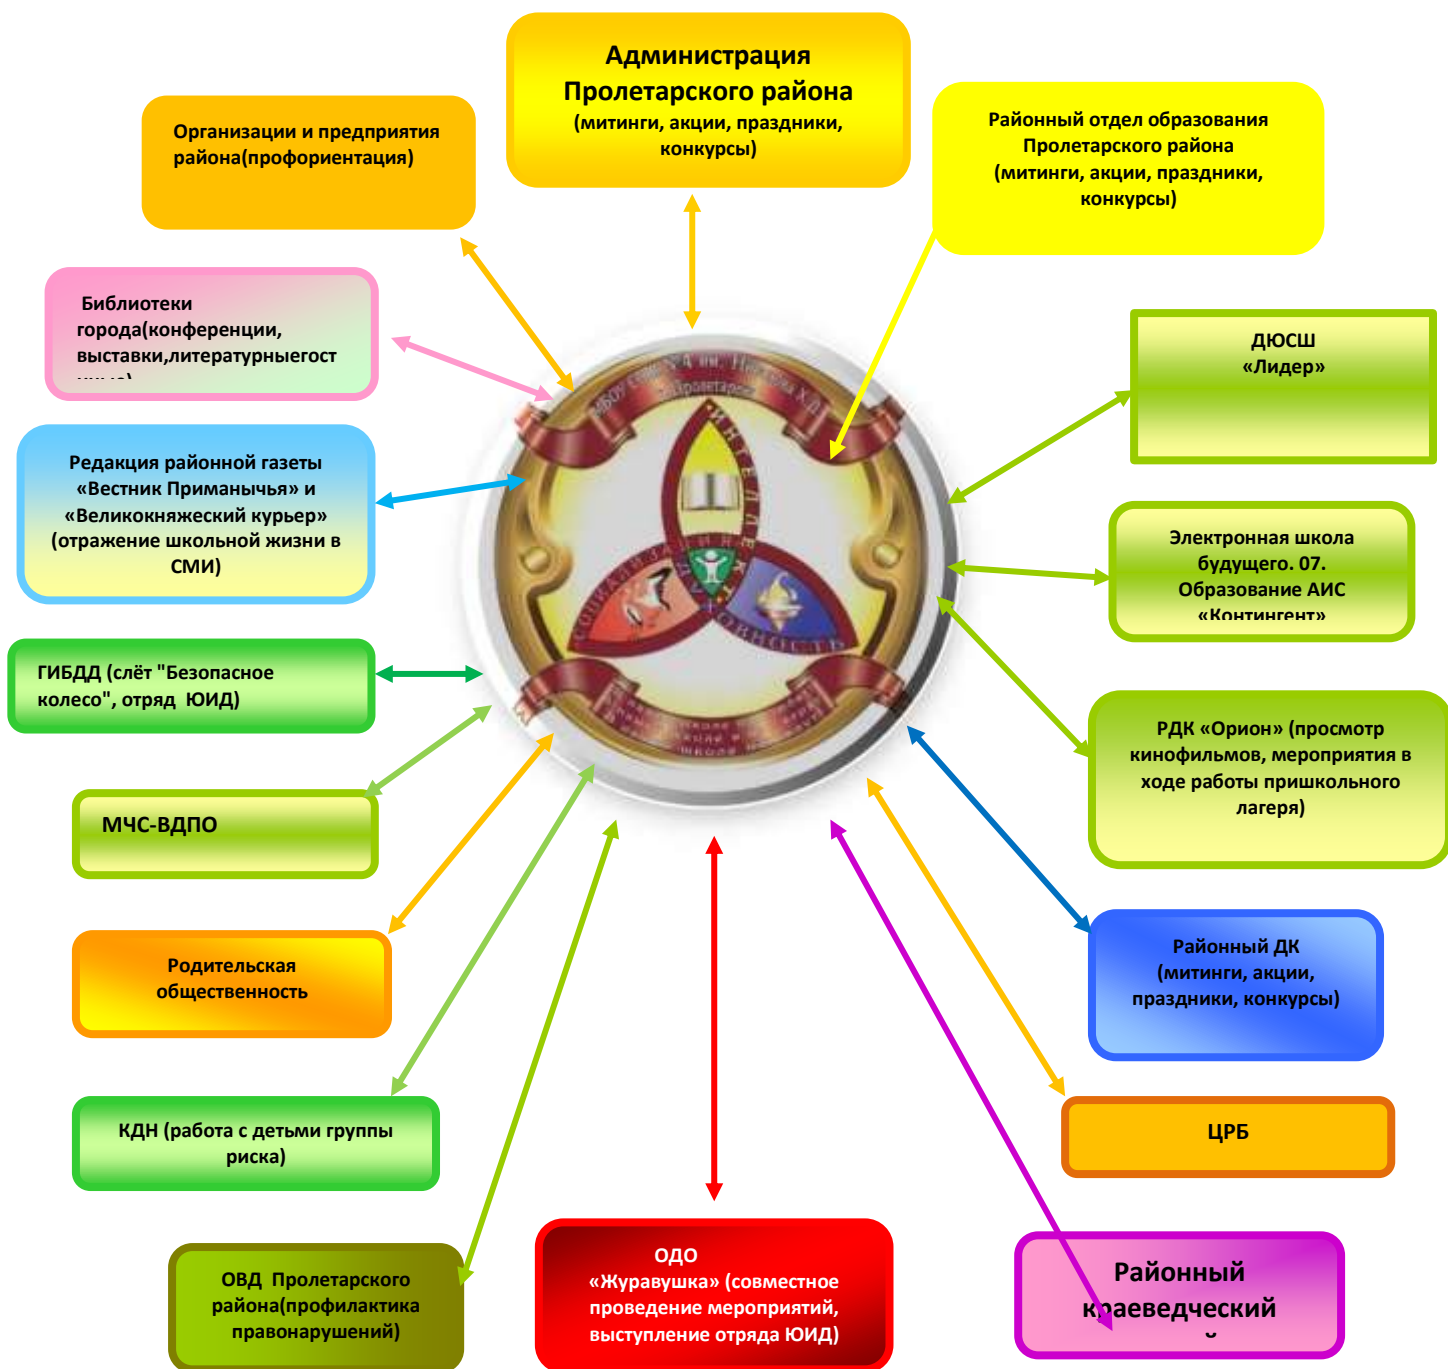 Администрация
Пролетарского района
(митинги, акции, праздники,
конкурсы)
Организации и предприятия
района(профориентация)
Районный отдел образования
Пролетарского района
(митинги, акции, праздники,
конкурсы)
Библиотеки
города(конференции,
выставки,литературныегост
ДЮСШ
«Лидер»
Редакция районной газеты
«Вестник Приманычья» и
«Великокняжеский курьер»
(отражение школьной жизни в
СМИ)
Электронная школа
будущего. 07.
Образование АИС
«Контингент»
ГИБДД (слёт "Безопасное
колесо", отряд ЮИД)
РДК «Орион» (просмотр
кинофильмов, мероприятия в
ходе работы пришкольного
лагеря)
МЧС-ВДПО
Родительская
общественность
Районный ДК
(митинги, акции,
праздники, конкурсы)
КДН (работа с детьми группы
риска)
ЦРБ
ОВД Пролетарского
района(профилактика
правонарушений)
ОДО
«Журавушка» (совместное
проведение мероприятий,
выступление отряда ЮИД)
Районный
краеведческий
ИНТЕЛЛЕКТ
СОЦИАЛИЗАЦИЯ